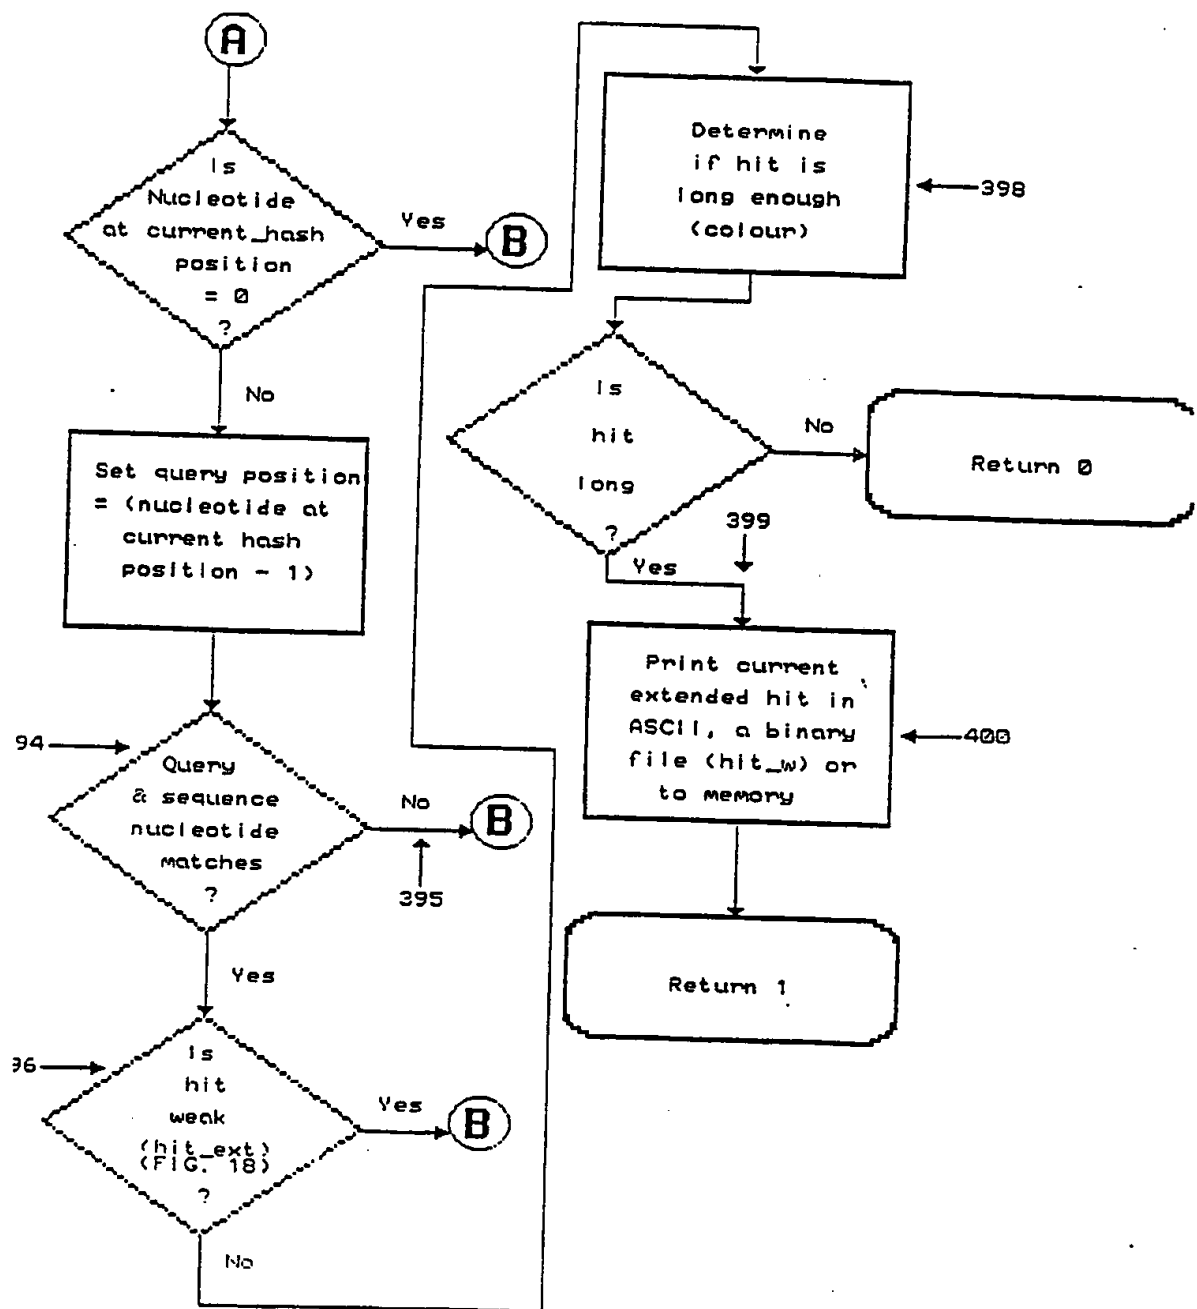 A
Is
Nucleotide
at current_hash
position
= 0
?
Yes
B
No
Set query position
= (nucleotide at
current hash
position - 1)
94
Query
& sequence
nucleotide
matches
?
No
B
395
Yes
96
Is
hit
weak
(hit_ext)
(FIG. 18)
?
Yes
B
No
Determine
if hit is
long enough
(colour)
398
Is
hit
long
?
No
Return 0
399
Yes
Print current
extended hit in
ASCII, a binary
file (hit_w) or
to memory
400
Return 1